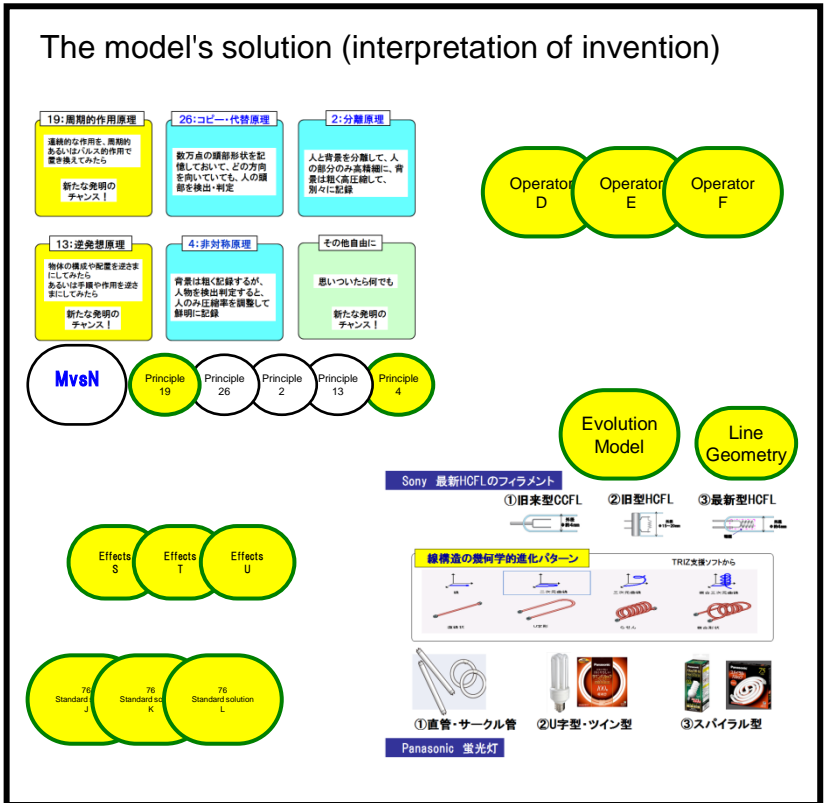 The model's solution (interpretation of invention)
19:周期的作用原理
連続的な作用を、周期的
あるいはパルス的作用で
置き換えてみたら
新たな発明の
チャンス！
26:コピー・代替原理
数万点の頭部形状を記
憶しておいて、どの方向
を向いていても、人の頭
部を検出・判定
2:分離原理
人と背景を分離して、人
の部分のみ高精細に、背
景は粗く高圧縮して、
別々に記録
13:逆発想原理
物体の構成や配置を逆さま
にしてみたら
あるいは手順や作用を逆さ
まにしてみたら
新たな発明の
チャンス！
4:非対称原理
背景は粗く記録するが、
人物を検出判定すると、
人のみ圧縮率を調整して
鮮明に記録
その他自由に
思いついたら何でも
新たな発明の
チャンス！
Operator
D
Operator
E
Operator
F
MvsN
Principle
19
Principle
26
Principle
2
Principle
13
Principle
4
Evolution
Model
Line
Geometry
Sony 最新HCFLのフィラメント
①旧来型CCFL
②旧型HCFL
③最新型HCFL
Effects
S
Effects
T
Effects
U
線構造の幾何学的進化パターン
TRIZ支援ソフトから
76
Standard s
J
76
Standard so
K
76
Standard solution
L
①直管・サークル管
②U字型・ツイン型
③スパイラル型
Panasonic 蛍光灯